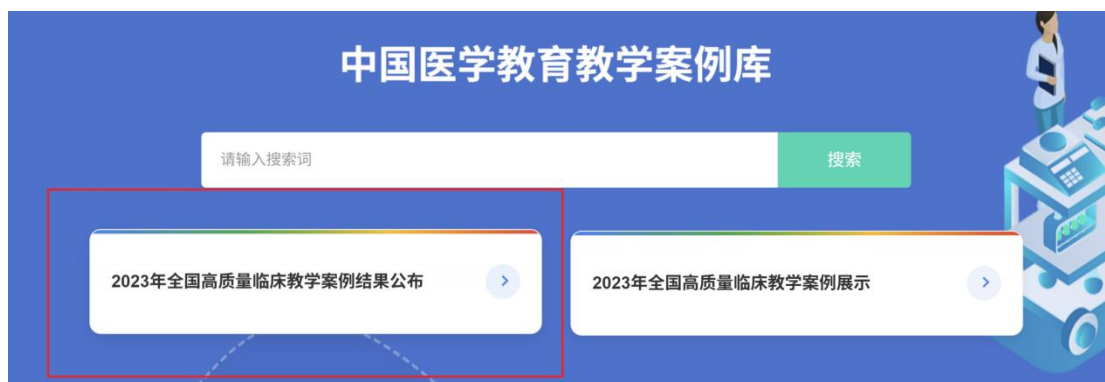 中国医学教育教学案例库
请输入搜索词
搜索
2023年全国高质量临床教学案例结果公布
2023年全国高质量临床教学案例展示